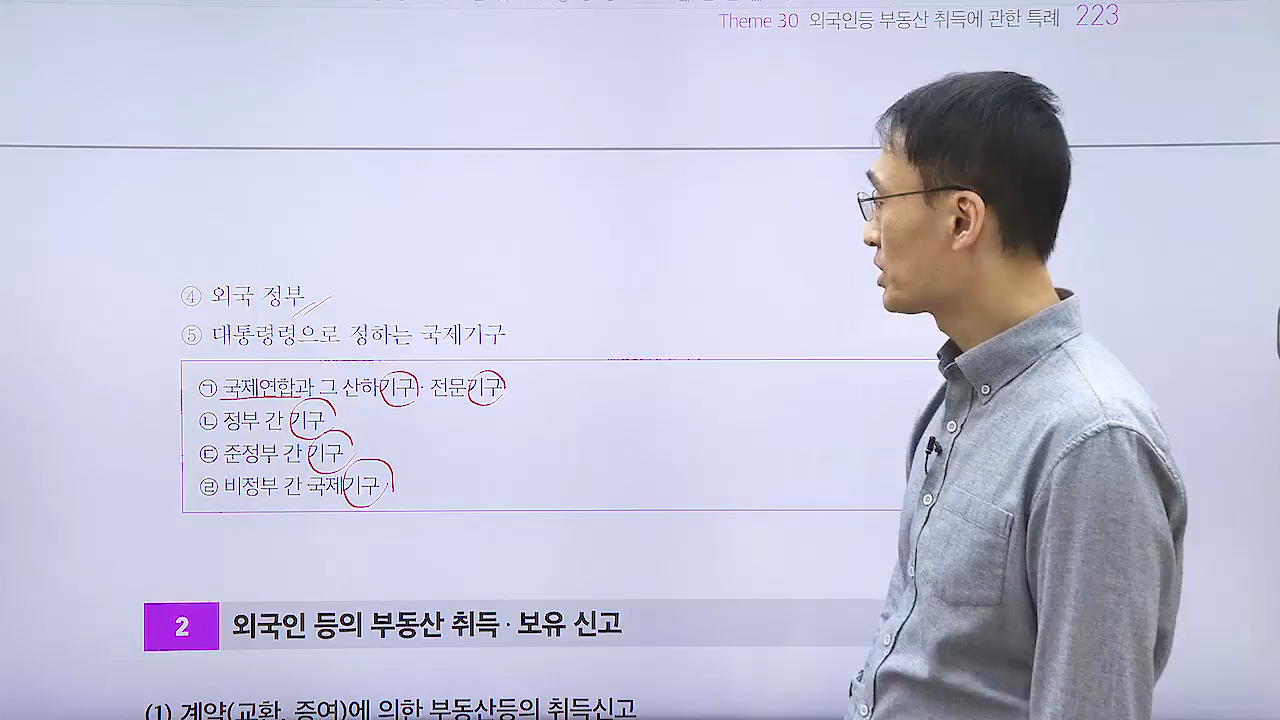 Theme 30 외국인등 부동산 취득에 관한 특례 223
④ 외국 정부
⑤ 대통령령으로 정하는 국제기구
㉠ 국제연합과 그 산하기구· 전문기구
㉡ 정부 간 기구
㉢ 준정부 간 기구
㉣ 비정부 간 국제기구
2 외국인 등의 부동산 취득 · 보유 신고
(1) 계약(교환, 증여)에 의한 부동산등의 취득신고